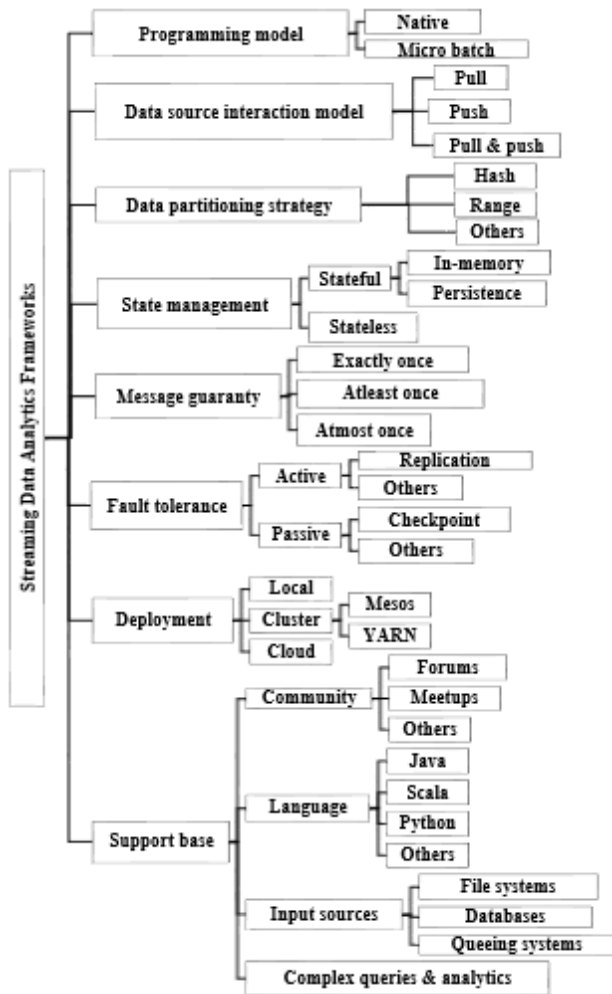 Streaming Data Analytics Frameworks
Programming model
Native
Micro batch
Data source interaction model
Pull
Push
Pull & push
Data partitioning strategy
Hash
Range
Others
State management
Stateful
In-memory
Persistence
Stateless
Message guaranty
Exactly once
Atleast once
Atmost once
Fault tolerance
Active
Replication
Others
Passive
Checkpoint
Others
Deployment
Local
Cluster
Mesos
YARN
Cloud
Support base
Community
Forums
Meetups
Others
Language
Java
Scala
Python
Others
Input sources
File systems
Databases
Queeing systems
Complex queries & analytics